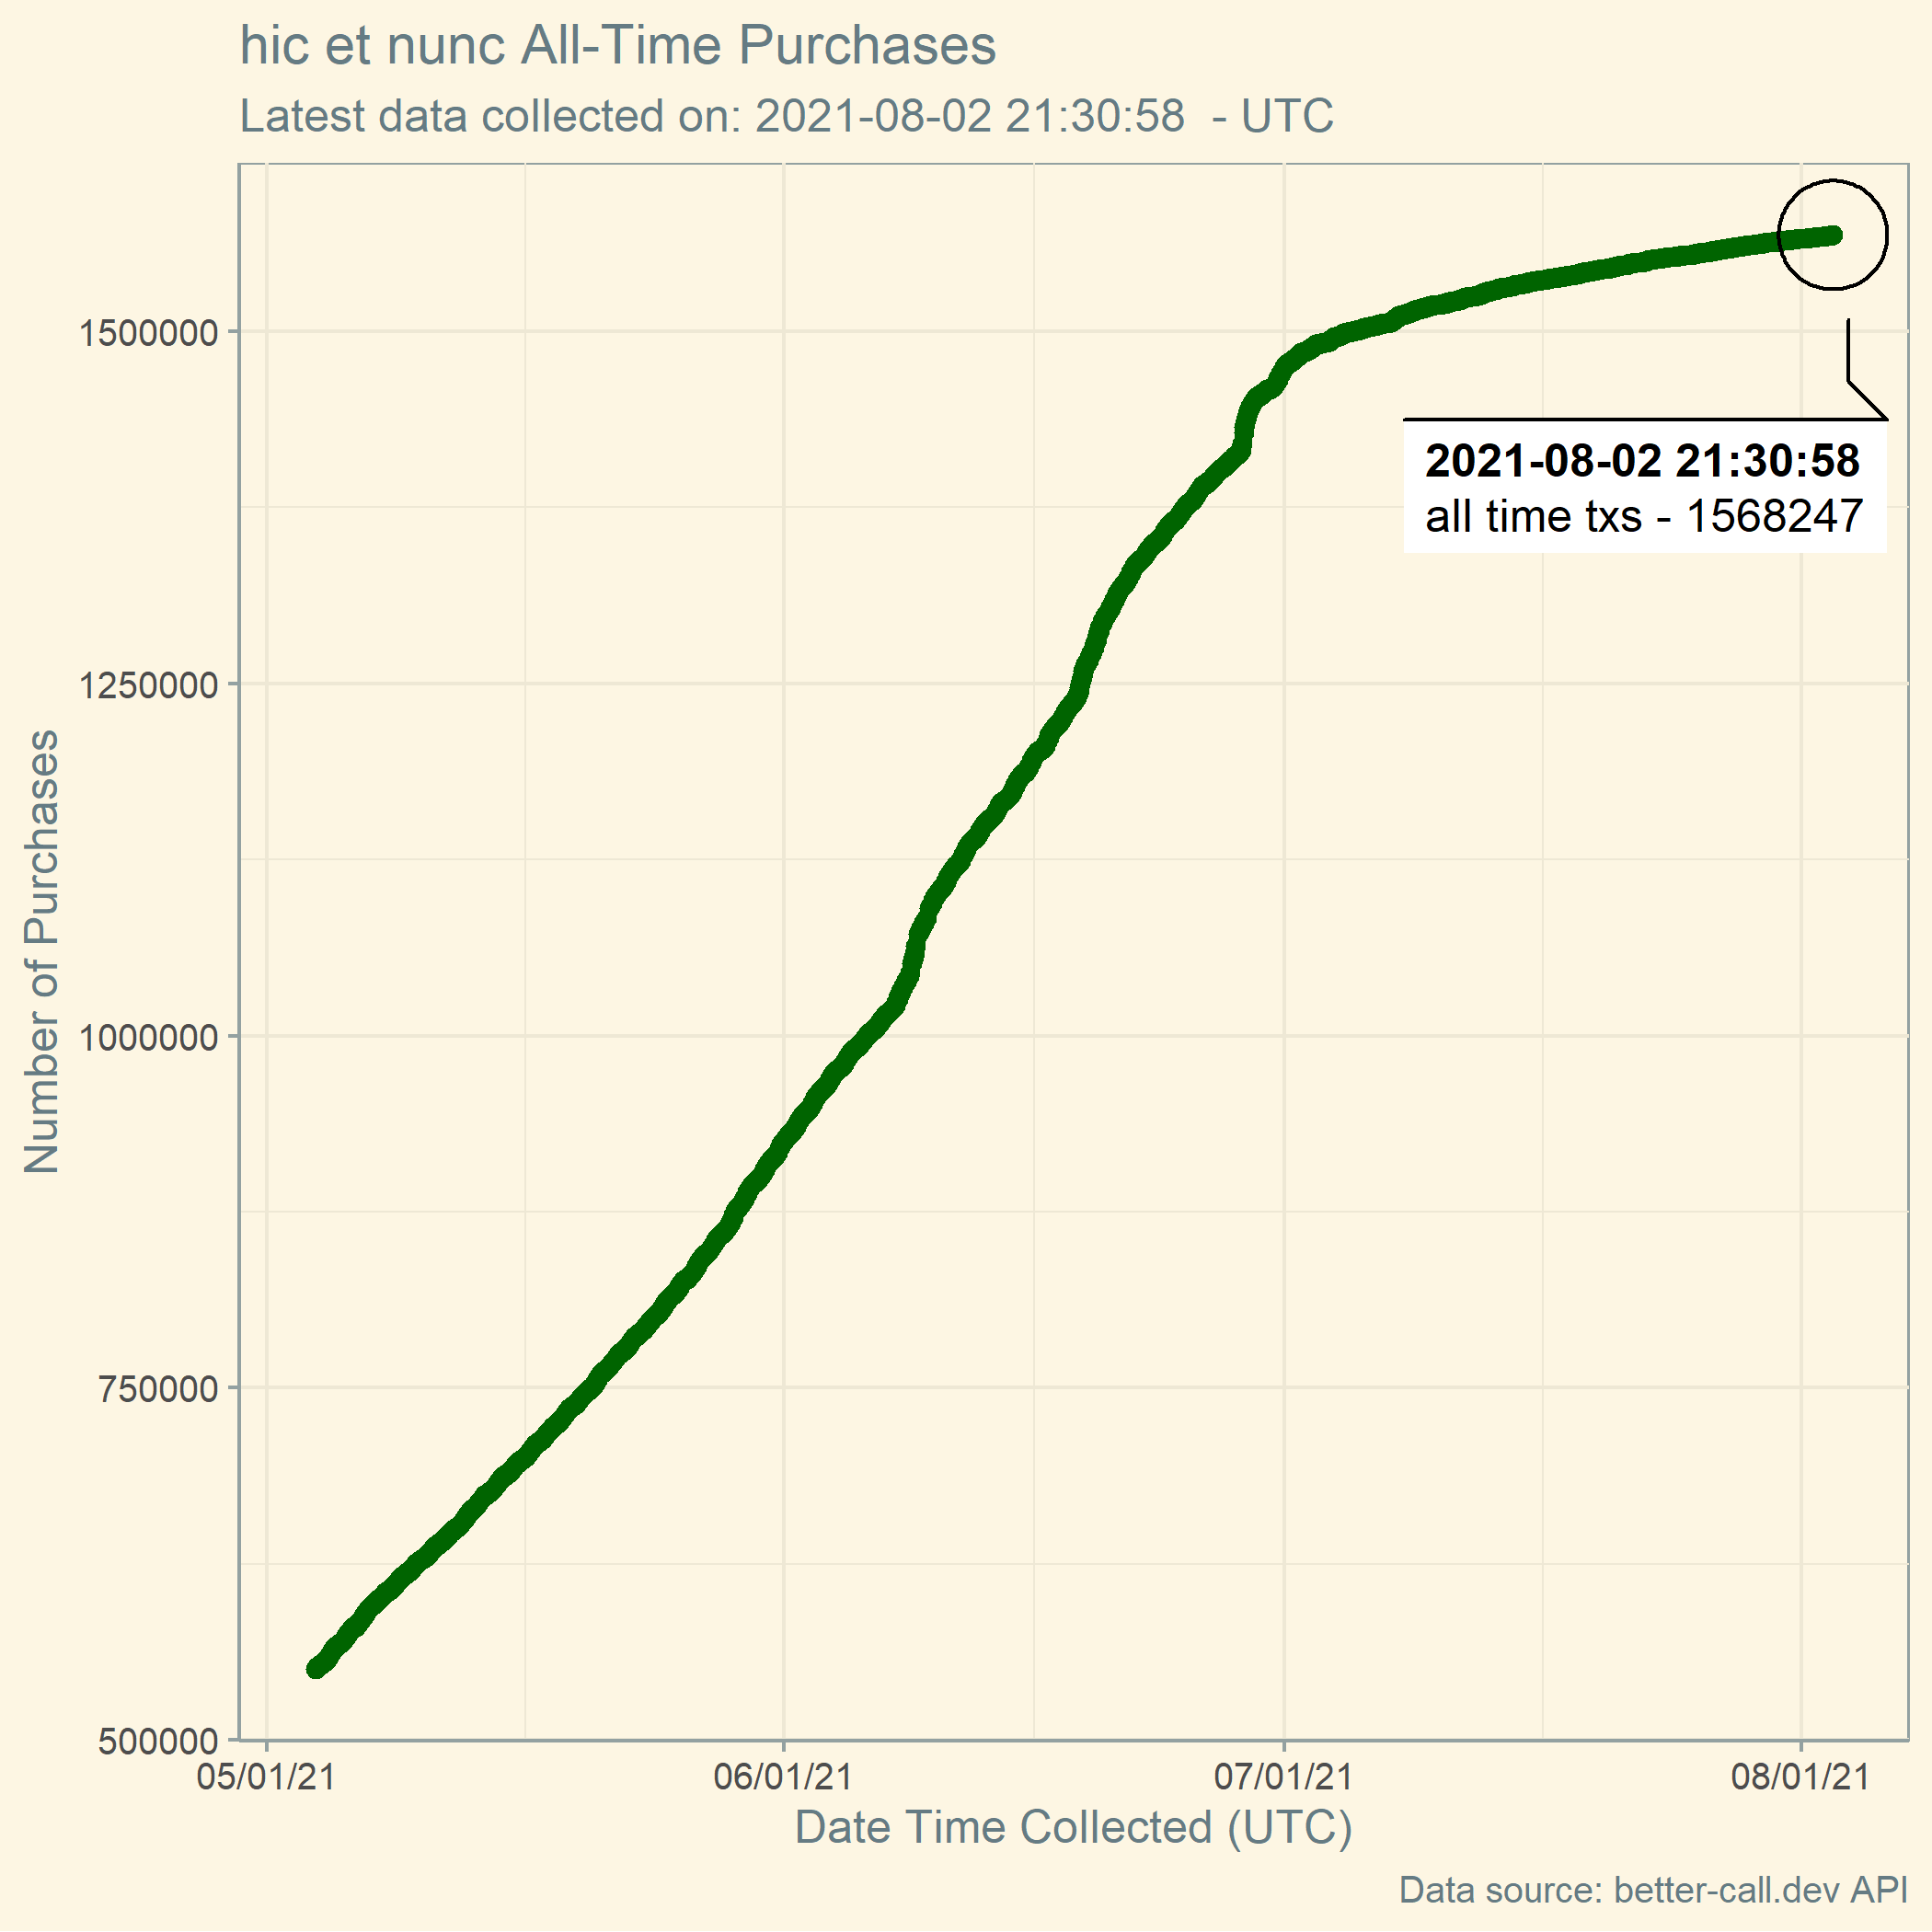 hic et nunc All-Time Purchases
Latest data collected on: 2021-08-02 21:30:58  - UTC
Number of Purchases
1500000
1250000
1000000
750000
500000
2021-08-02 21:30:58
all time txs - 1568247
05/01/21 06/01/21 07/01/21 08/01/21
Date Time Collected (UTC)
Data source: better-call.dev API